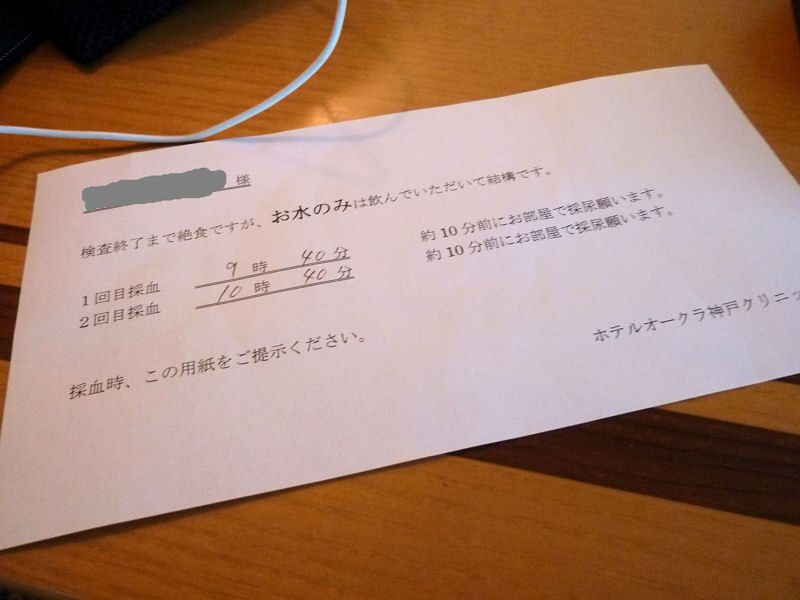 様
検査終了まで絶食ですが、お水のみは飲んでいただいて結構です。
1回目採血 9時 40分 約10分前にお部屋で採尿願います。
2回目採血 10時 40分 約10分前にお部屋で採尿願います。
採血時、この用紙をご提示ください。
ホテルオークラ神戸クリニッ